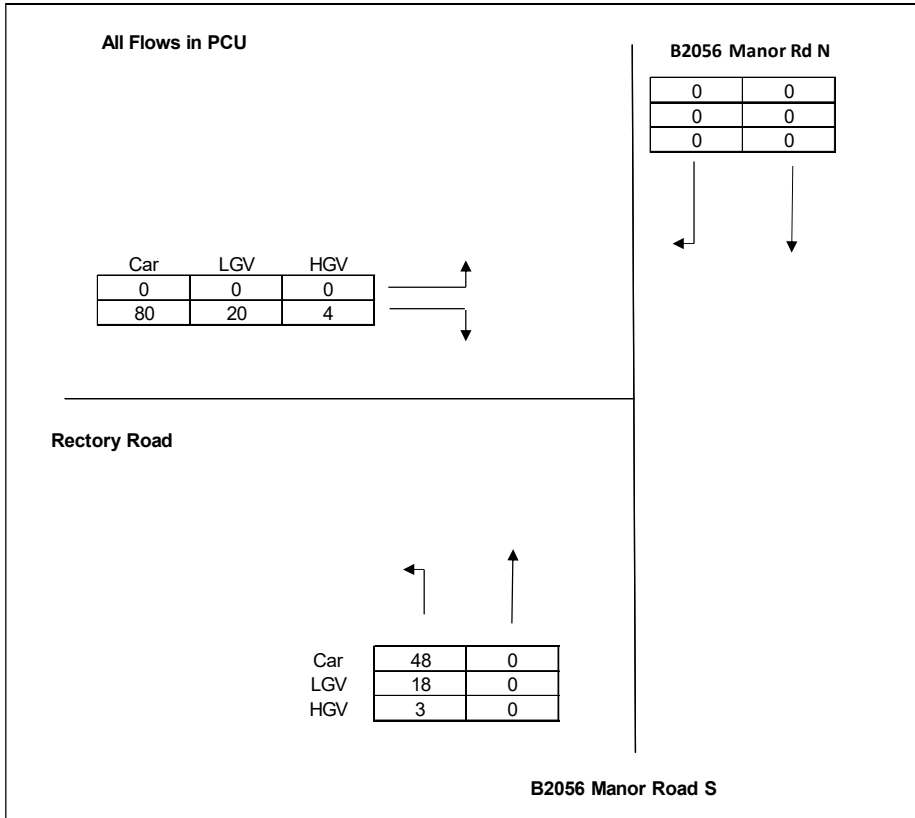 All Flows in PCU
B2056 Manor Rd N
0 0
0 0
0 0
Car LGV HGV
0 0 0
80 20 4
Rectory Road
Car 48 0
LGV 18 0
HGV 3 0
B2056 Manor Road S